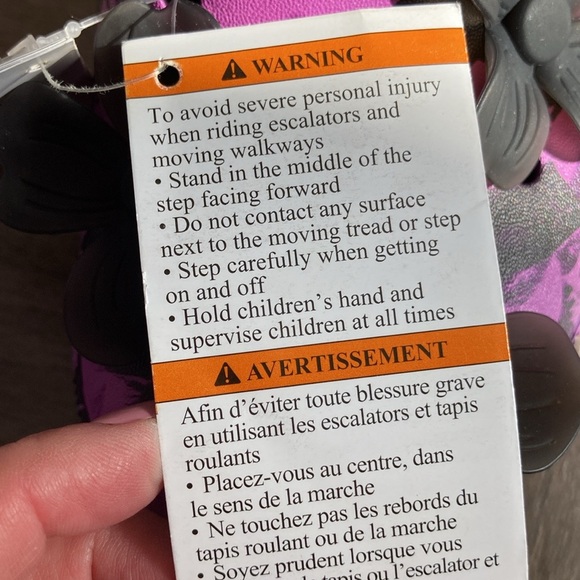 WARNING
To avoid severe personal injury
when riding escalators and
moving walkways
• Stand in the middle of the
step facing forward
• Do not contact any surface
next to the moving tread or step
• Step carefully when getting
on and off
• Hold children's hand and
supervise children at all times
AVERTISSEMENT
Afin d'éviter toute blessure grave
en utilisant les escalators et tapis
roulants
• Placez-vous au centre, dans
le sens de la marche
• Ne touchez pas les rebords du
tapis roulant ou de la marche
• Soyez prudent lorsque vous
tapis ou l'escalator et